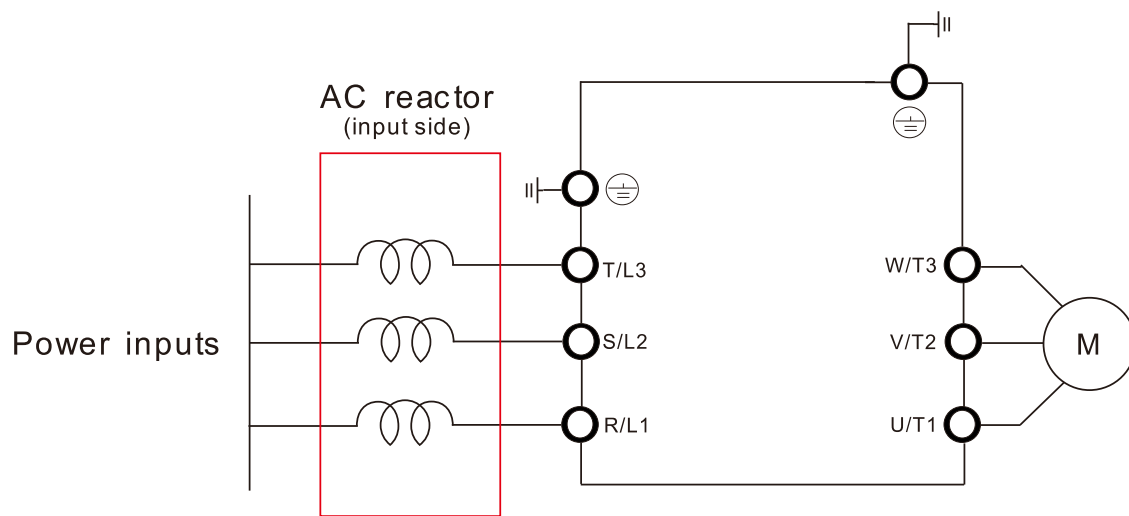 AC reactor
(input side)
T/L3
W/T3
Power inputs
S/L2
V/T2
M
R/L1
U/T1